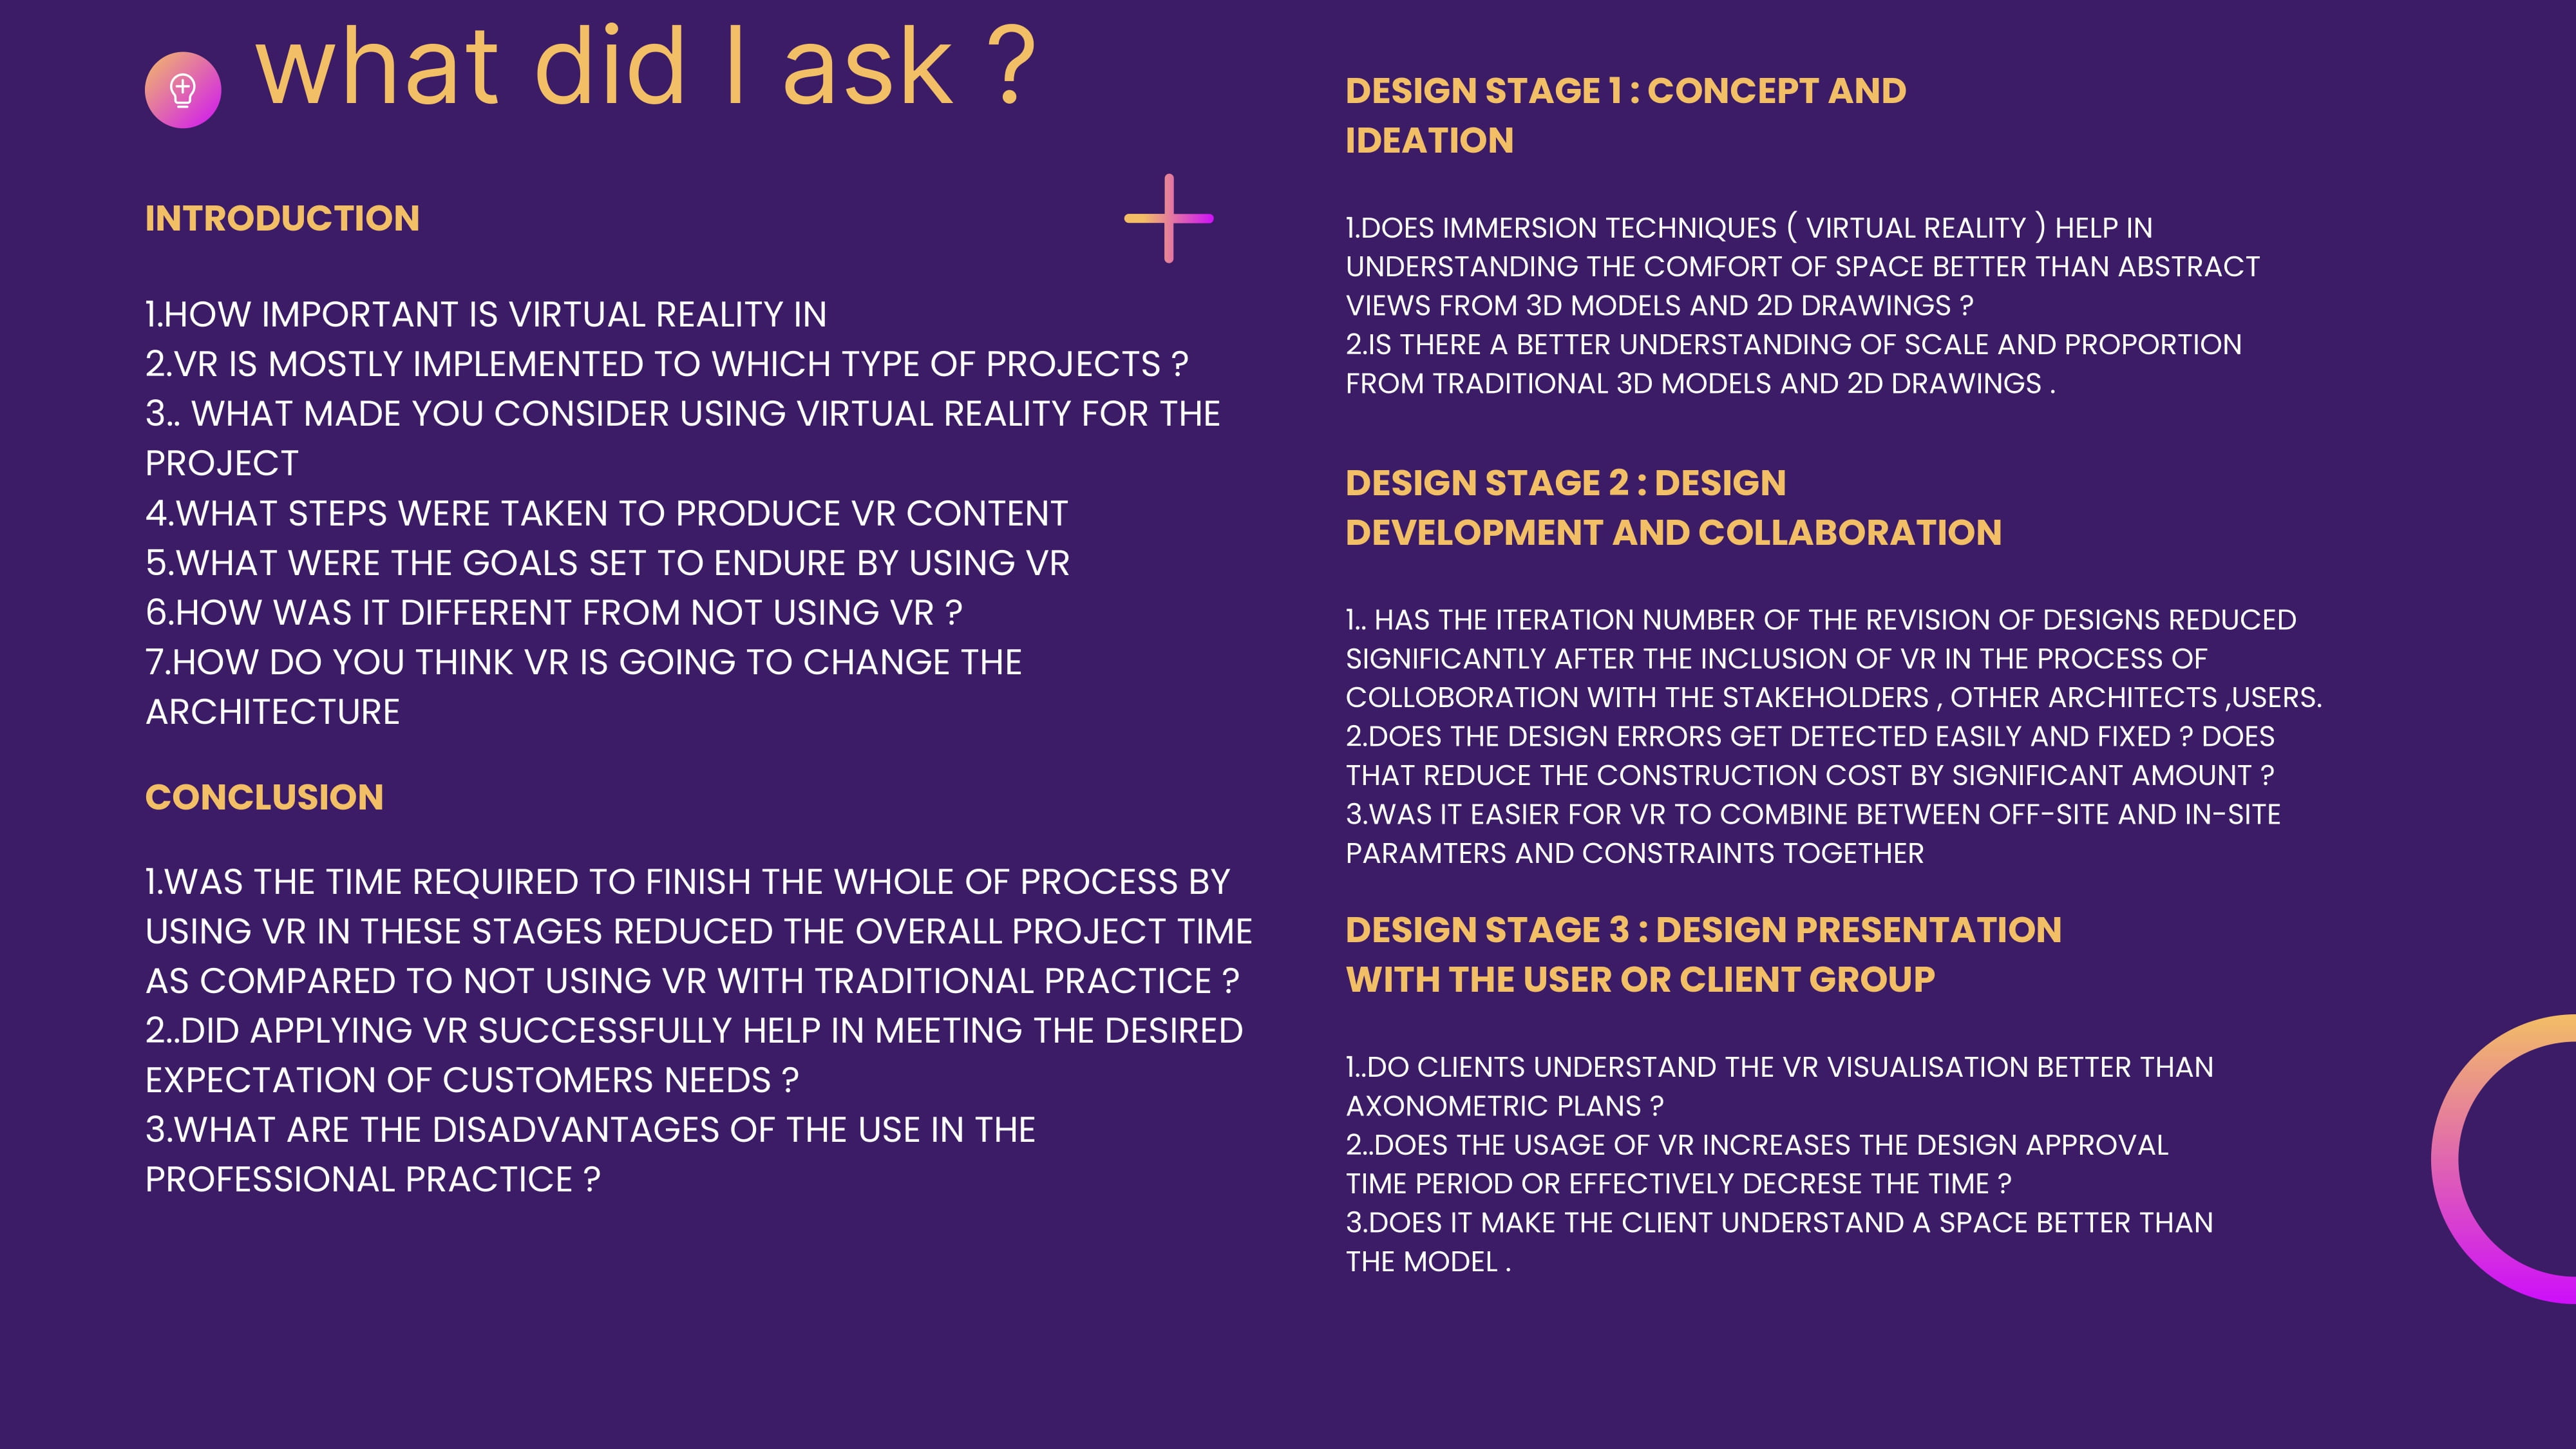 what did I ask ?
INTRODUCTION
1.HOW IMPORTANT IS VIRTUAL REALITY IN
2.VR IS MOSTLY IMPLEMENTED TO WHICH TYPE OF PROJECTS ?
3.. WHAT MADE YOU CONSIDER USING VIRTUAL REALITY FOR THE
PROJECT
4.WHAT STEPS WERE TAKEN TO PRODUCE VR CONTENT
5.WHAT WERE THE GOALS SET TO ENDURE BY USING VR
6.HOW WAS IT DIFFERENT FROM NOT USING VR ?
7.HOW DO YOU THINK VR IS GOING TO CHANGE THE
ARCHITECTURE
CONCLUSION
1.WAS THE TIME REQUIRED TO FINISH THE WHOLE OF PROCESS BY
USING VR IN THESE STAGES REDUCED THE OVERALL PROJECT TIME
AS COMPARED TO NOT USING VR WITH TRADITIONAL PRACTICE ?
2..DID APPLYING VR SUCCESSFULLY HELP IN MEETING THE DESIRED
EXPECTATION OF CUSTOMERS NEEDS ?
3.WHAT ARE THE DISADVANTAGES OF THE USE IN THE
PROFESSIONAL PRACTICE ?
DESIGN STAGE 1 : CONCEPT AND
IDEATION
1.DOES IMMERSION TECHNIQUES ( VIRTUAL REALITY ) HELP IN
UNDERSTANDING THE COMFORT OF SPACE BETTER THAN ABSTRACT
VIEWS FROM 3D MODELS AND 2D DRAWINGS ?
2.IS THERE A BETTER UNDERSTANDING OF SCALE AND PROPORTION
FROM TRADITIONAL 3D MODELS AND 2D DRAWINGS .
DESIGN STAGE 2 : DESIGN
DEVELOPMENT AND COLLABORATION
1.. HAS THE ITERATION NUMBER OF THE REVISION OF DESIGNS REDUCED
SIGNIFICANTLY AFTER THE INCLUSION OF VR IN THE PROCESS OF
COLLOBORATION WITH THE STAKEHOLDERS , OTHER ARCHITECTS ,USERS.
2.DOES THE DESIGN ERRORS GET DETECTED EASILY AND FIXED ? DOES
THAT REDUCE THE CONSTRUCTION COST BY SIGNIFICANT AMOUNT ?
3.WAS IT EASIER FOR VR TO COMBINE BETWEEN OFF-SITE AND IN-SITE
PARAMTERS AND CONSTRAINTS TOGETHER
DESIGN STAGE 3 : DESIGN PRESENTATION
WITH THE USER OR CLIENT GROUP
1..DO CLIENTS UNDERSTAND THE VR VISUALISATION BETTER THAN
AXONOMETRIC PLANS ?
2..DOES THE USAGE OF VR INCREASES THE DESIGN APPROVAL
TIME PERIOD OR EFFECTIVELY DECRESE THE TIME ?
3.DOES IT MAKE THE CLIENT UNDERSTAND A SPACE BETTER THAN
THE MODEL .